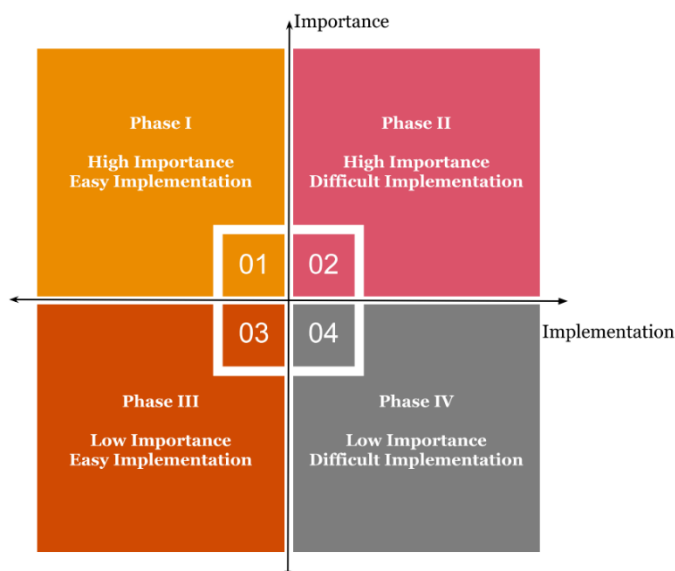 Importance
Phase I
High Importance
Easy Implementation
Phase II
High Importance
Difficult Implementation
01
02
03
04
Implementation
Phase III
Low Importance
Easy Implementation
Phase IV
Low Importance
Difficult Implementation